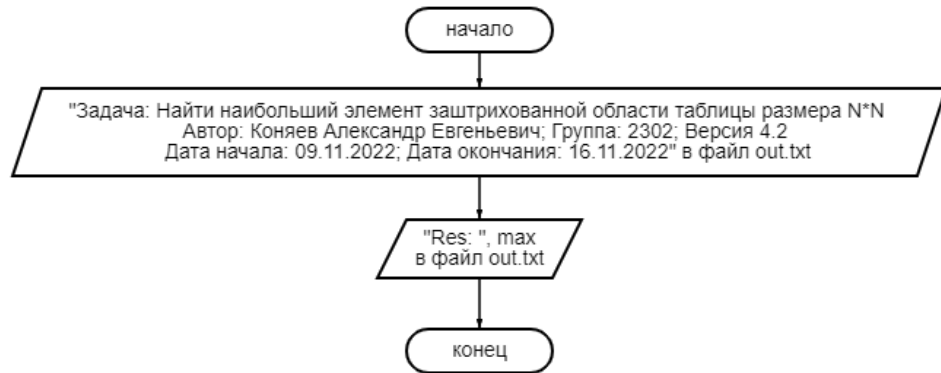 начало
"Задача: Найти наибольший элемент заштрихованной области таблицы размера N*N
Автор: Коняев Александр Евгеньевич; Группа: 2302; Версия 4.2
Дата начала: 09.11.2022; Дата окончания: 16.11.2022" в файл out.txt
"Res: ", max
в файл out.txt
конец